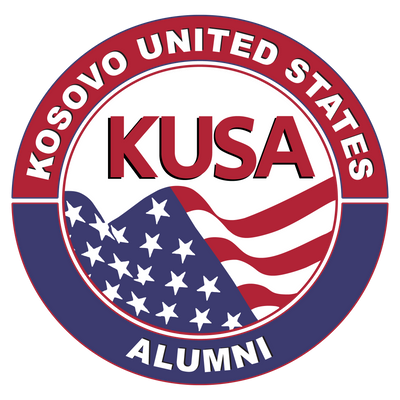 KOSOVO UNITED STATES
KUSA
ALUMNI